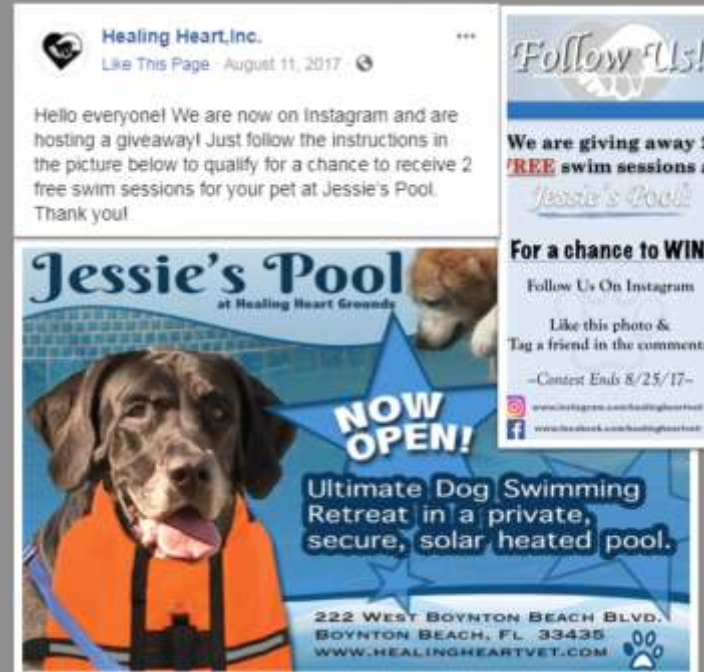 Healing Heart,Inc.
Like This Page · August 11, 2017
Hello everyone! We are now on Instagram and are
hosting a giveaway! Just follow the instructions in
the picture below to qualify for a chance to receive 2
free swim sessions for your pet at Jessie's Pool.
Thank you!
Follow Us!
We are giving away
FREE swim sessions
Jessie's Pool!
For a chance to WIN
Follow Us On Instagram
Like this photo &
Tag a friend in the comments
~Contest Ends 8/25/17~
Jessie's Pool
at Healing Heart Grounds
NOW
OPEN!
Ultimate Dog Swimming
Retreat in a private,
secure, solar heated pool.
222 West Boynton Beach Blvd.
Boynton Beach, FL 33435
www.healingheartvet.com